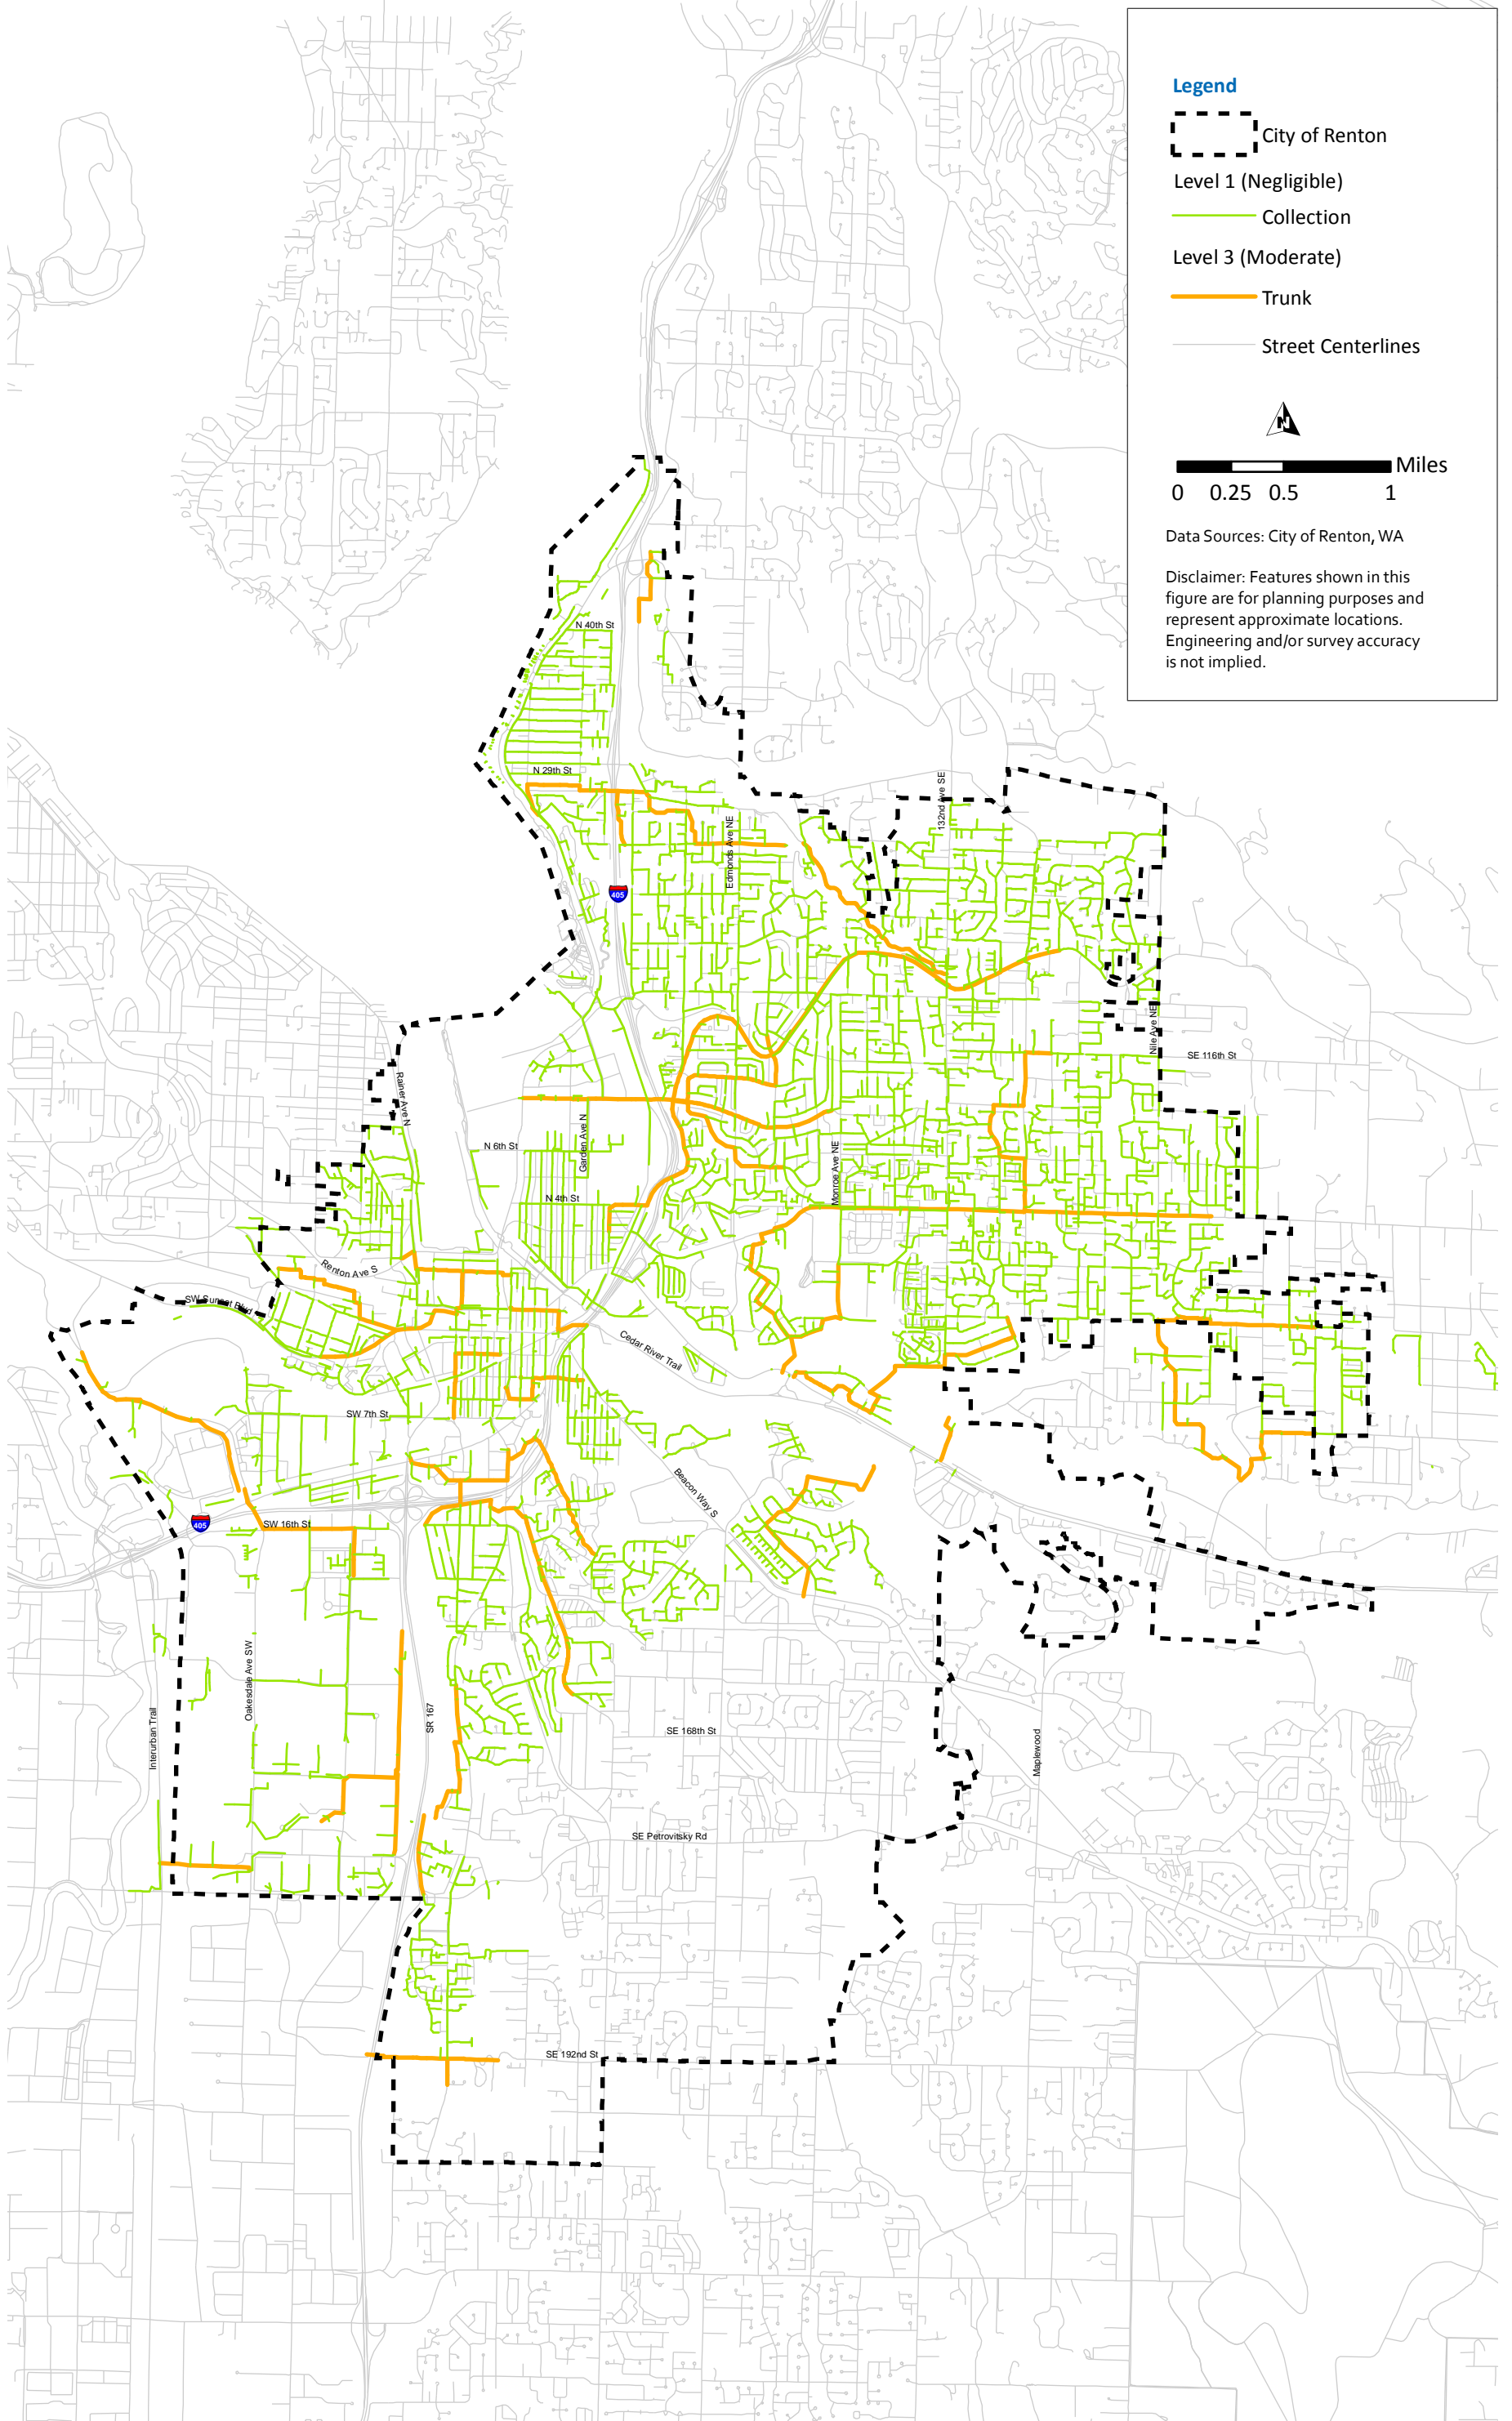 Legend
City of Renton
Level 1 (Negligible)
Collection
Level 3 (Moderate)
Trunk
Street Centerlines
N
Miles
0 0.25 0.5 1
Data Sources: City of Renton, WA
Disclaimer: Features shown in this
figure are for planning purposes and
represent approximate locations.
Engineering and/or survey accuracy
is not implied.
N 40th St
N 29th St
132nd Ave SE
Edmonds Ave NE
405
Nile Ave NE
SE 116th St
Rainer Ave N
Garden Ave N
N 6th St
Monroe Ave NE
N 4th St
Renton Ave S
SW Sunset Blvd
Cedar River Trail
SW 7th St
Beacon Way S
405
SW 16th St
Oakesdale Ave SW
Interurban Trail
SR 167
SE 168th St
Maplewood
SE Petrovitsky Rd
SE 192nd St